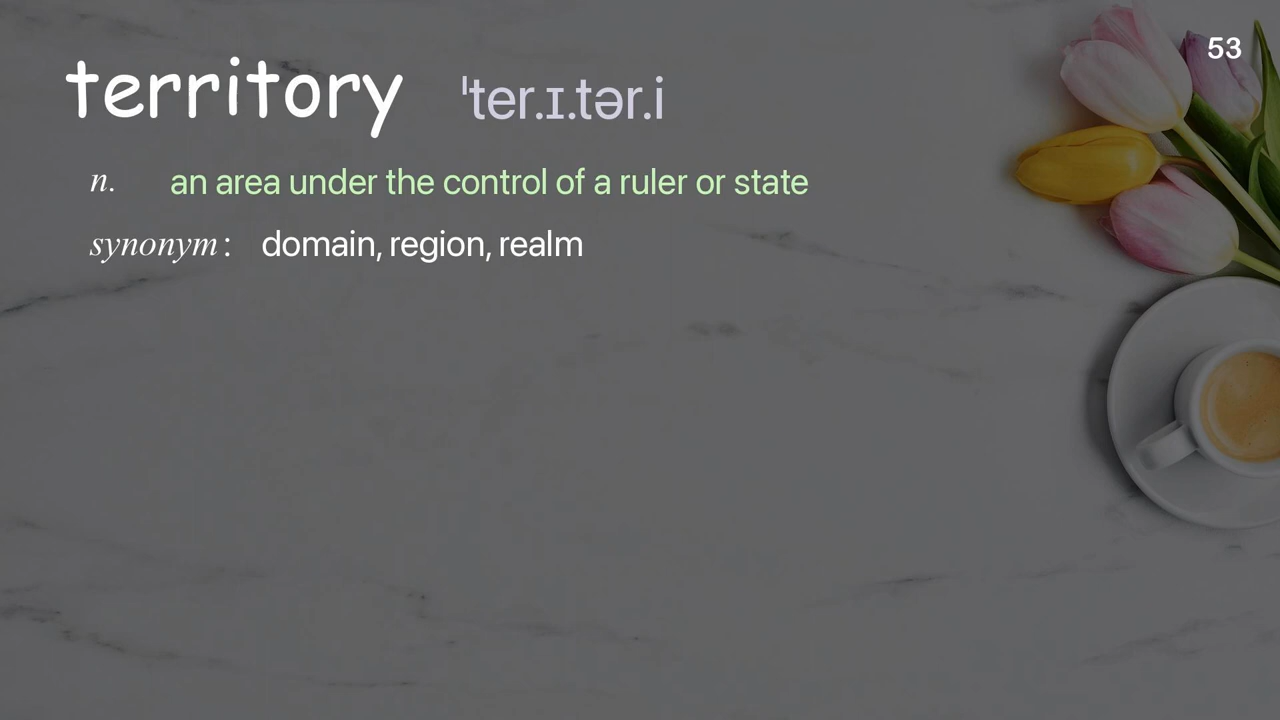 53
territory ˈter.ɪ.tər.i
n. an area under the control of a ruler or state
synonym: domain, region, realm